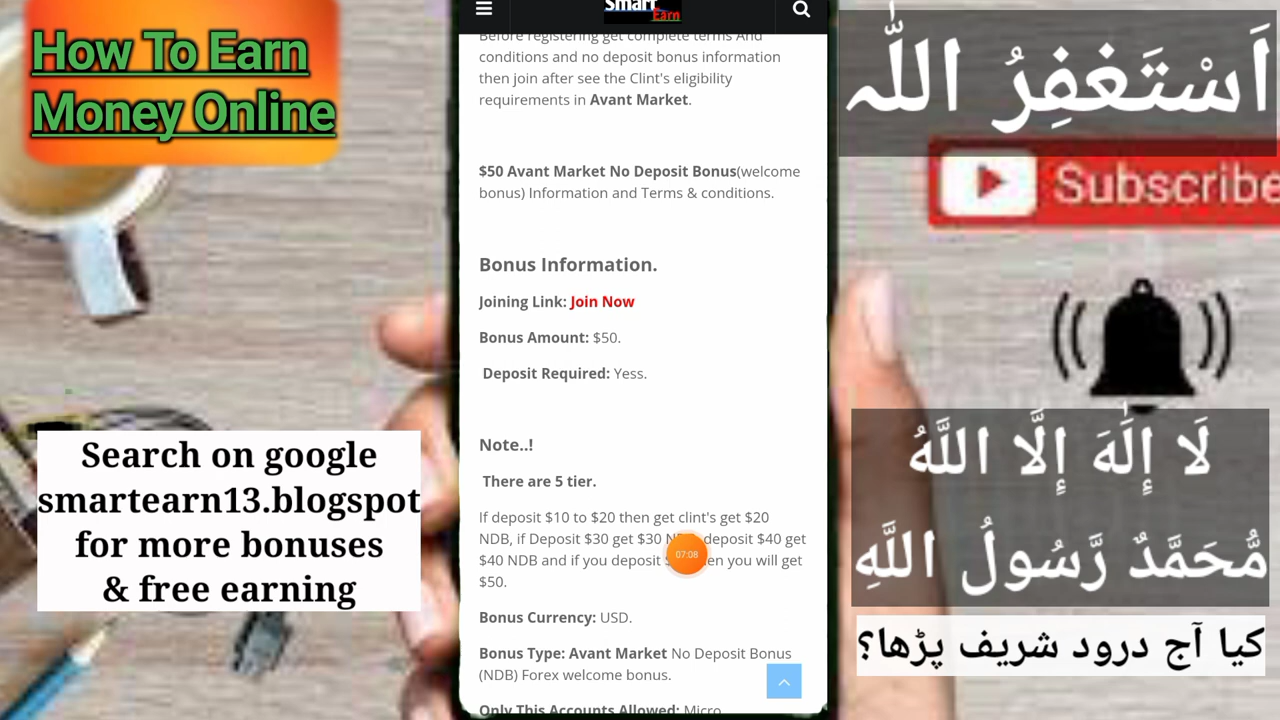 How To Earn
Money Online
Search on google
smartearn13.blogspot
for more bonuses
& free earning
Smart
Earn
Before registering get complete terms And
conditions and no deposit bonus information
then join after see the Clint's eligibility
requirements in Avant Market.
$50 Avant Market No Deposit Bonus(welcome
bonus) Information and Terms & conditions.
Bonus Information.
Joining Link: Join Now
Bonus Amount: $50.
Deposit Required: Yess.
Note..!
There are 5 tier.
If deposit $10 to $20 then get clint's get $20
NDB, if Deposit $30 get $30 deposit $40 get
$40 NDB and if you deposit you will get
$50.
07:08
Bonus Currency: USD.
Bonus Type: Avant Market No Deposit Bonus
(NDB) Forex welcome bonus.
Only This Accounts Allowed: Micro
اَسْتَغفِرُ اللّٰه
Subscribe
لَا إِلٰهَ إِلَّا اللَّهُ
مُّحَمَّدٌ رَّسُولُ اللَّهِ
کیا آج درود شریف پڑھا؟